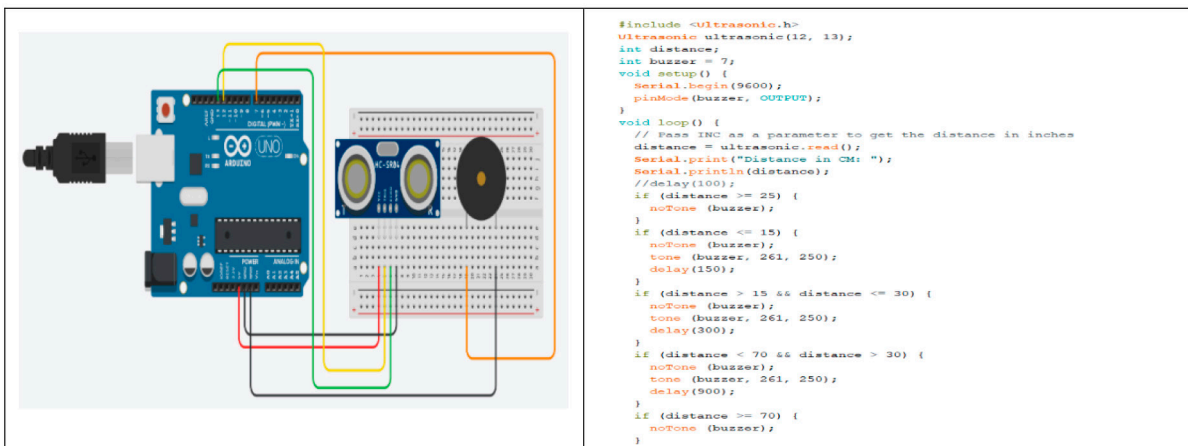 DIGITAL (PWM~)
UNO
ARDUINO
POWER
ANALOG IN
HC-SR04
#include <Ultrasonic.h>
Ultrasonic ultrasonic(12, 13);
int distance;
int buzzer = 7;
void setup() {
  Serial.begin(9600);
  pinMode(buzzer, OUTPUT);
}
void loop() {
  // Pass INC as a parameter to get the distance in inches
  distance = ultrasonic.read();
  Serial.print("Distance in CM: ");
  Serial.println(distance);
  //delay(100);
  if (distance >= 25) {
    noTone (buzzer);
  }
  if (distance <= 15) {
    noTone (buzzer);
    tone (buzzer, 261, 250);
    delay(150);
  }
  if (distance > 15 && distance <= 30) {
    noTone (buzzer);
    tone (buzzer, 261, 250);
    delay(300);
  }
  if (distance < 70 && distance > 30) {
    noTone (buzzer);
    tone (buzzer, 261, 250);
    delay(900);
  }
  if (distance >= 70) {
    noTone (buzzer);
  }